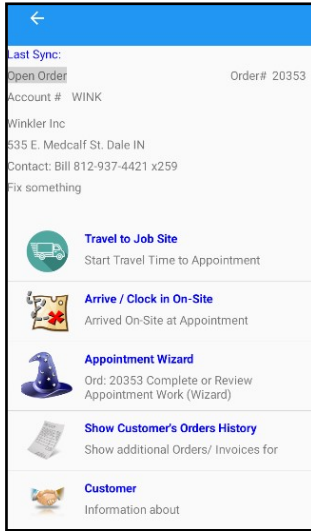 Last Sync:
Open Order Order# 20353
Account # WINK
Winkler Inc
535 E. Medcalf St. Dale IN
Contact: Bill 812-937-4421 x259
Fix something
Travel to Job Site
Start Travel Time to Appointment
Arrive / Clock in On-Site
Arrived On-Site at Appointment
Appointment Wizard
Ord: 20353 Complete or Review
Appointment Work (Wizard)
Show Customer's Orders History
Show additional Orders/ Invoices for
Customer
Information about